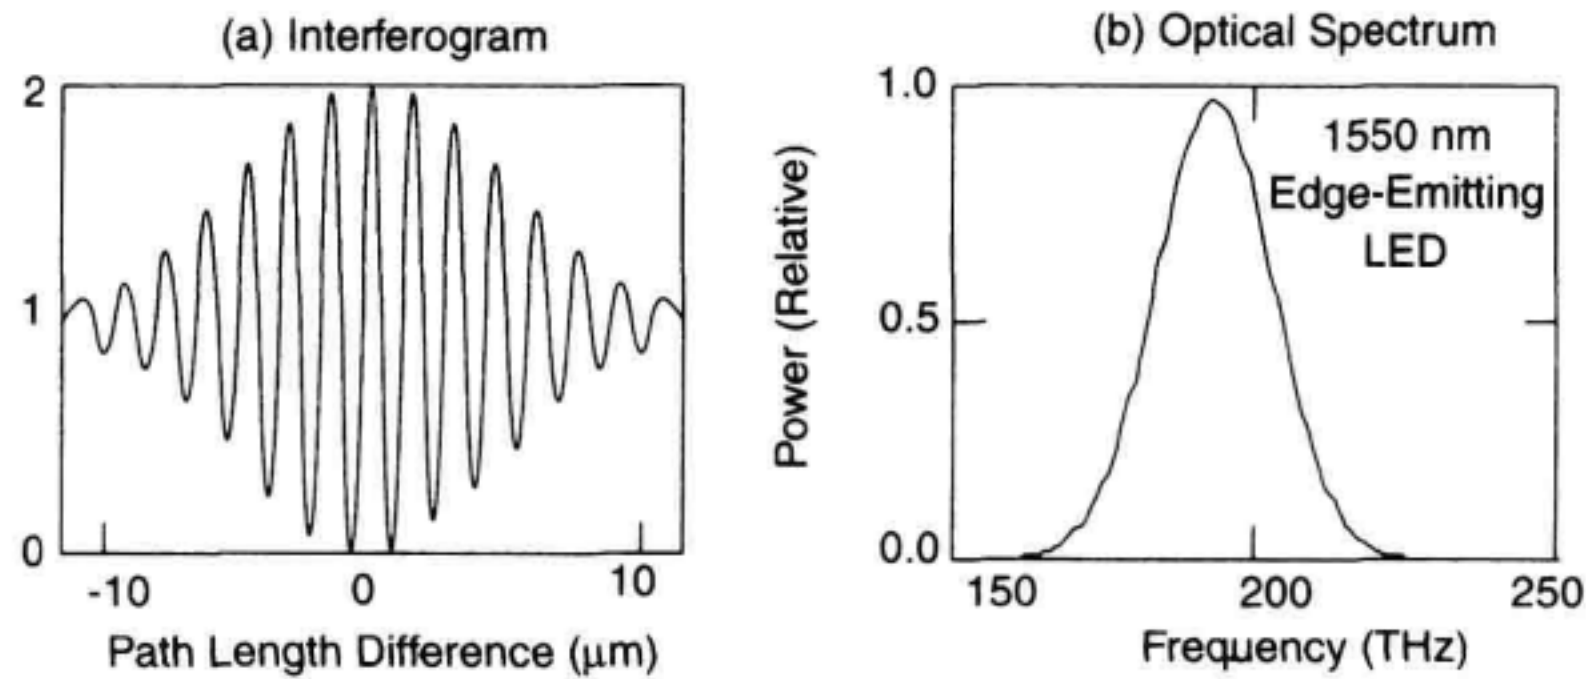 (a) Interferogram
2
1
0
-10 0 10
Path Length Difference (μm)
(b) Optical Spectrum
1.0
0.5
0.0
Power (Relative)
1550 nm
Edge-Emitting
LED
150 200 250
Frequency (THz)